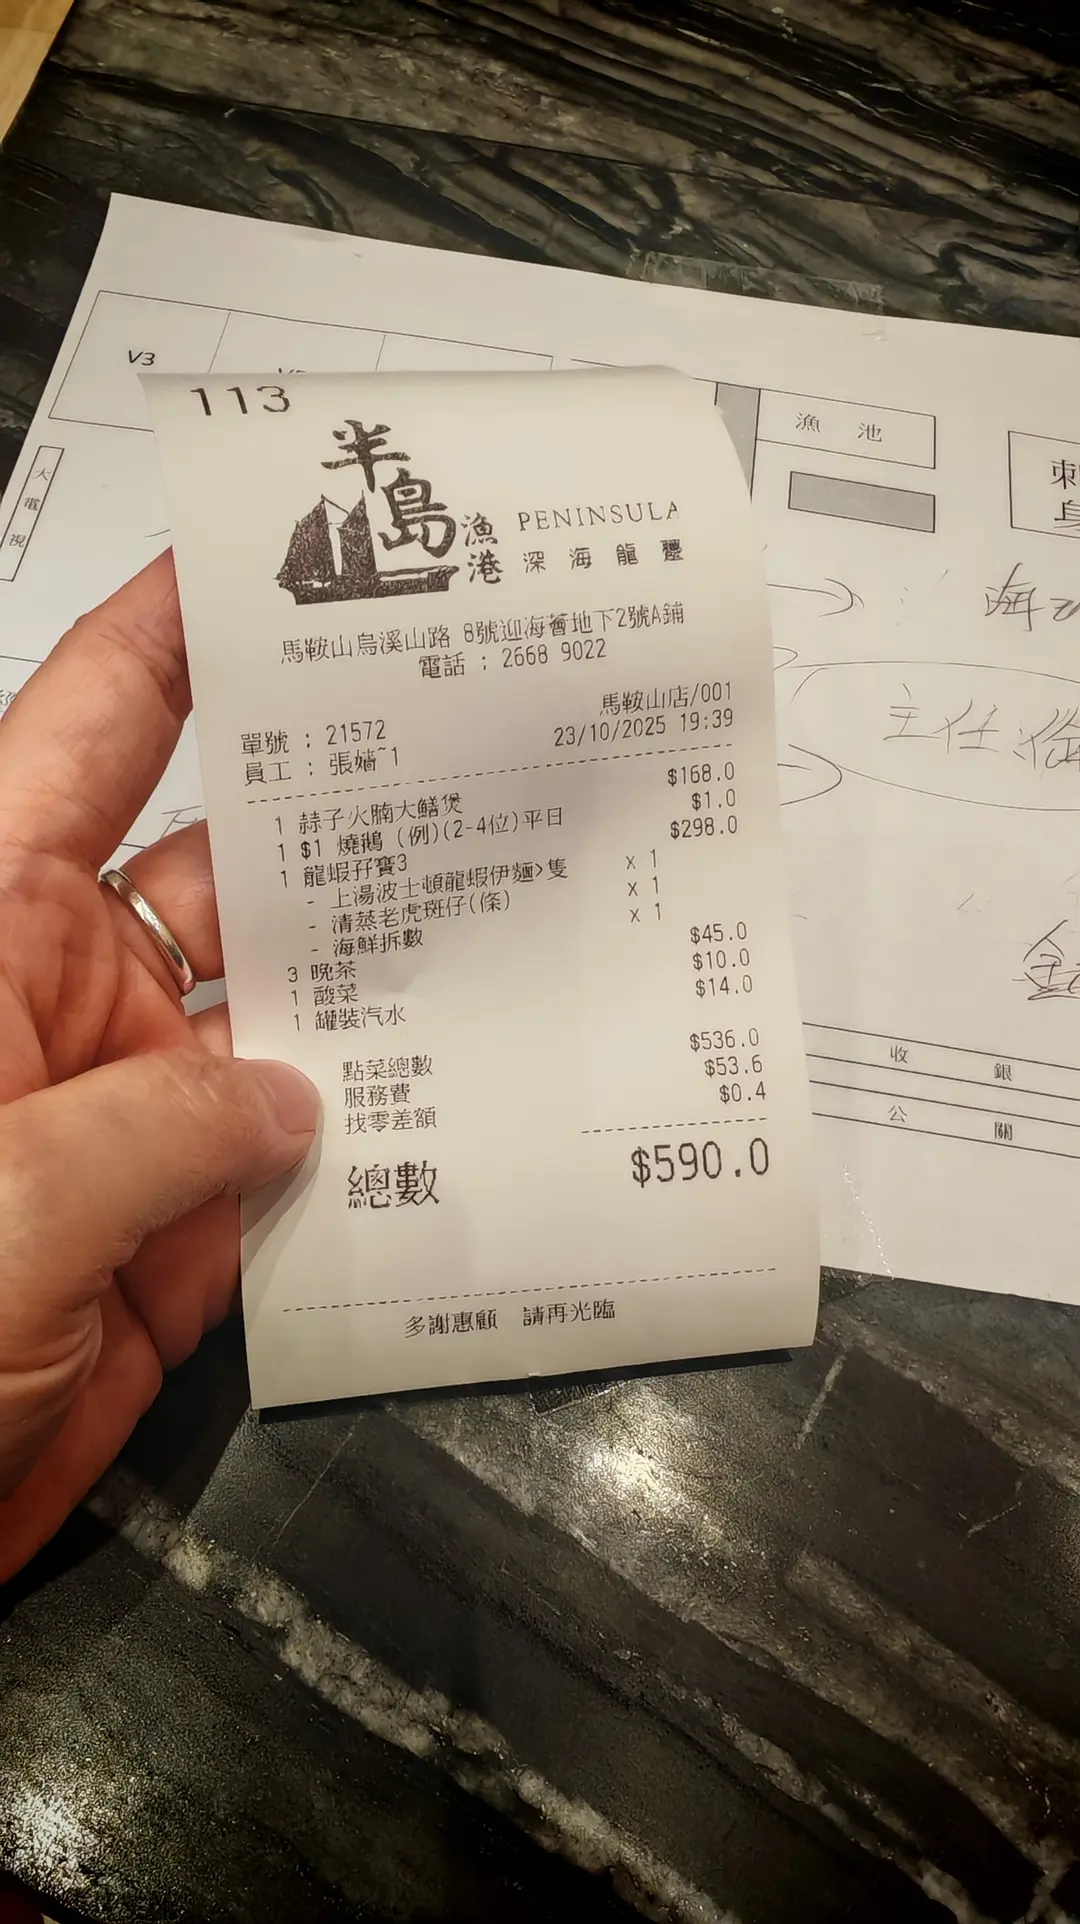 V3
大電視
漁 池
刺身
113
半島漁港
PENINSULA
深海龍躉
馬鞍山烏溪山路 8號迎海薈地下2號A鋪
電話 : 2668 9022
單號 : 21572
馬鞍山店/001
員工 : 張嬙~1
23/10/2025 19:39
1 蒜子火腩大鱔煲 $168.0
1 $1 燒鵝 (例)(2-4位)平日 $1.0
1 龍蝦孖寶3 $298.0
- 上湯波士頓龍蝦伊麵>隻 x 1
- 清蒸老虎斑仔(條) x 1
- 海鮮拆數 x 1
3 晚茶 $45.0
1 酸菜 $10.0
1 罐裝汽水 $14.0
點菜總數 $536.0
服務費 $53.6
找零差額 $0.4
總數 $590.0
多謝惠顧 請再光臨
主任
收 銀
公 關